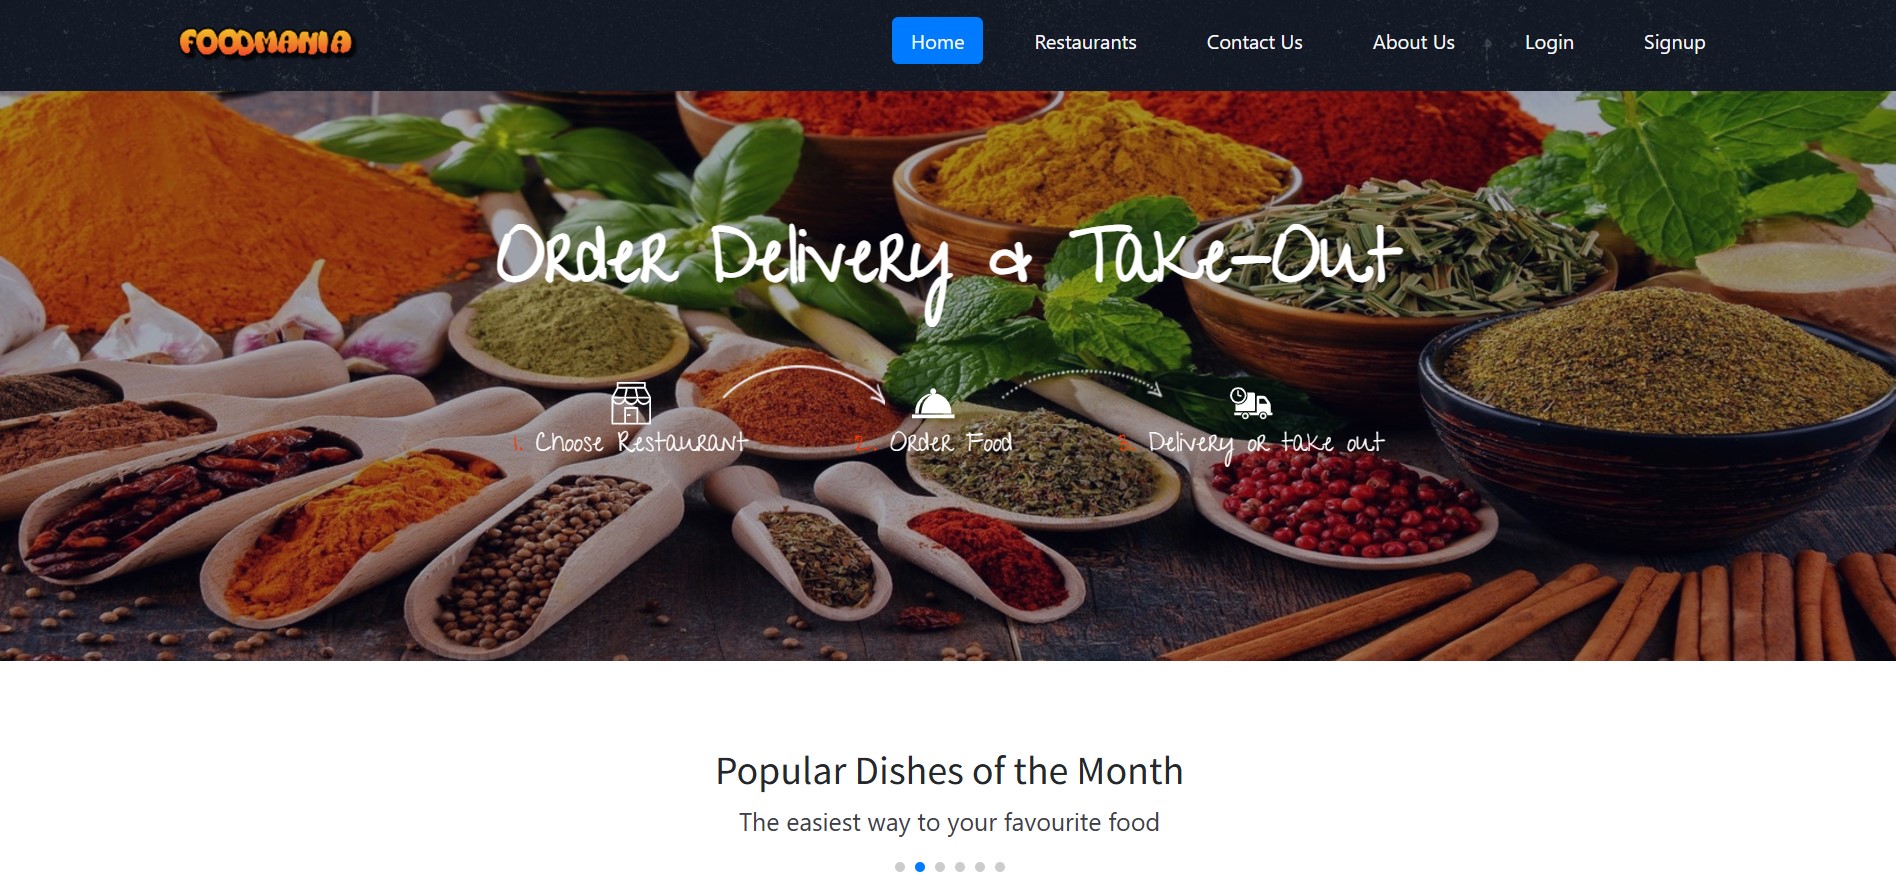 FOODMANIA
Home Restaurants Contact Us About Us Login Signup
Order Delivery & Take-Out
1. Choose Restaurant 2. Order Food 3. Delivery or take out
Popular Dishes of the Month
The easiest way to your favourite food